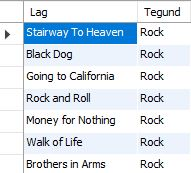 Lag Tegund
Stairway To Heaven Rock
Black Dog Rock
Going to California Rock
Rock and Roll Rock
Money for Nothing Rock
Walk of Life Rock
Brothers in Arms Rock